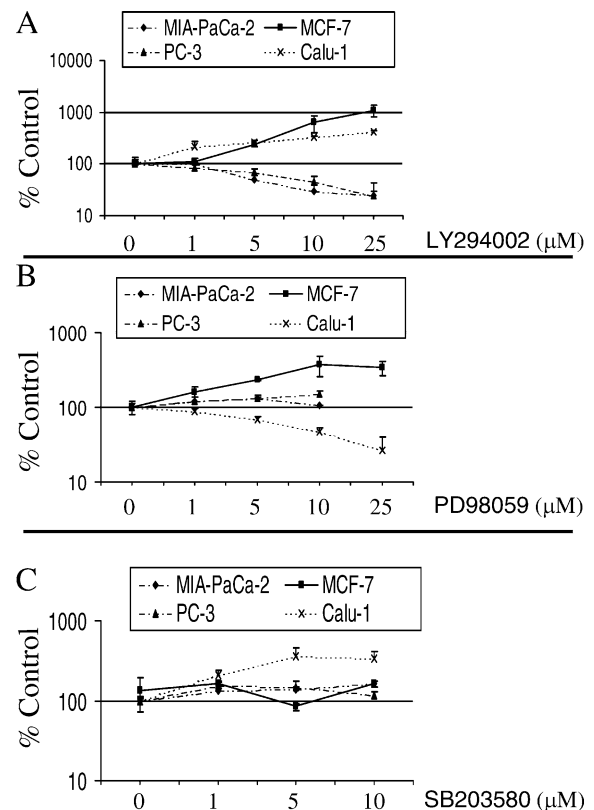 A
MIA-PaCa-2 MCF-7
PC-3 Calu-1
10000
1000
100
10
% Control
0 1 5 10 25
LY294002 (μM)
B
MIA-PaCa-2 MCF-7
PC-3 Calu-1
1000
100
10
% Control
0 1 5 10 25
PD98059 (μM)
C
MIA-PaCa-2 MCF-7
PC-3 Calu-1
1000
100
10
% Control
0 1 5 10
SB203580 (μM)